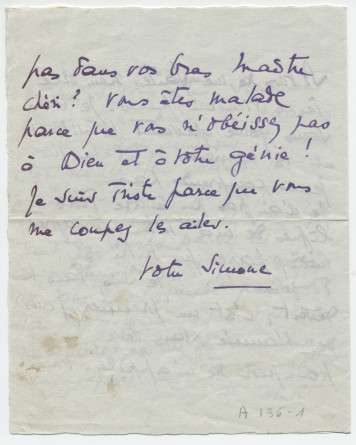 pas dans vos bras Maître
chéri? Vous êtes malade
parce que vous n'obéissez pas
à Dieu et à votre génie!
Je suis triste parce que vous
me coupez les ailes.
Votre Simone
A 136-1